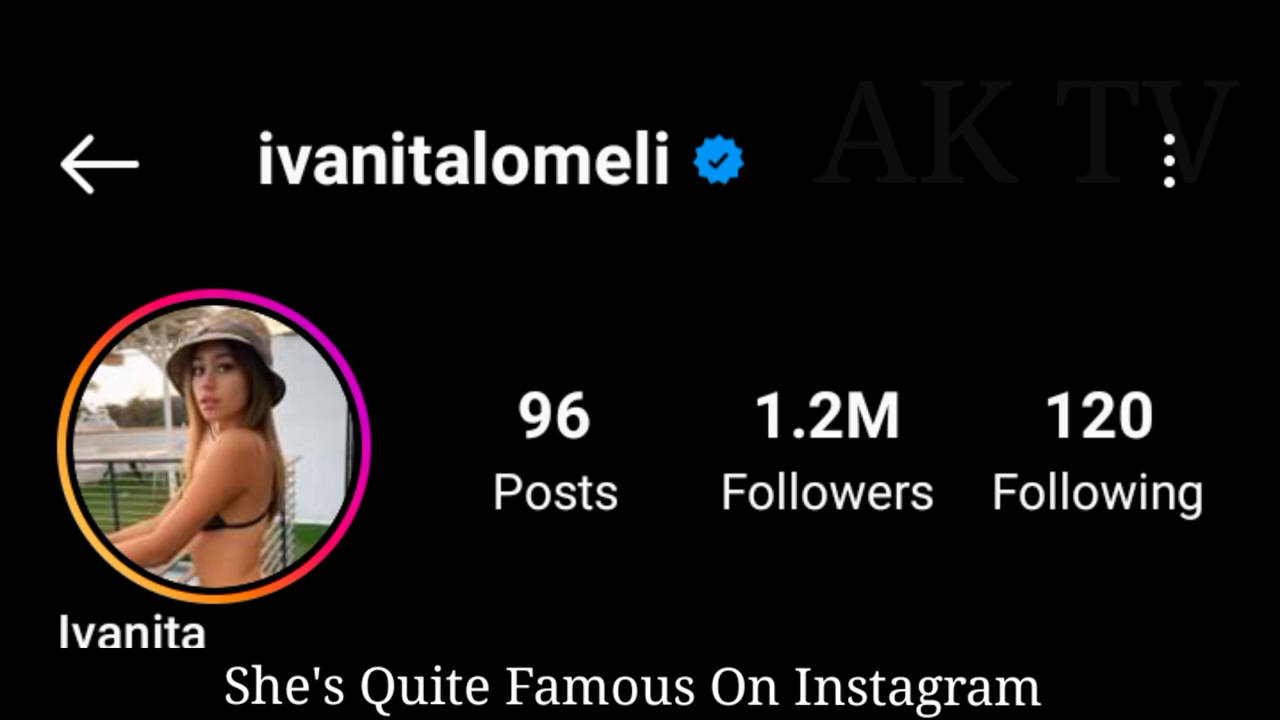 AK TV
ivanitalomeli
96 1.2M 120
Posts Followers Following
Ivanita
She's Quite Famous On Instagram